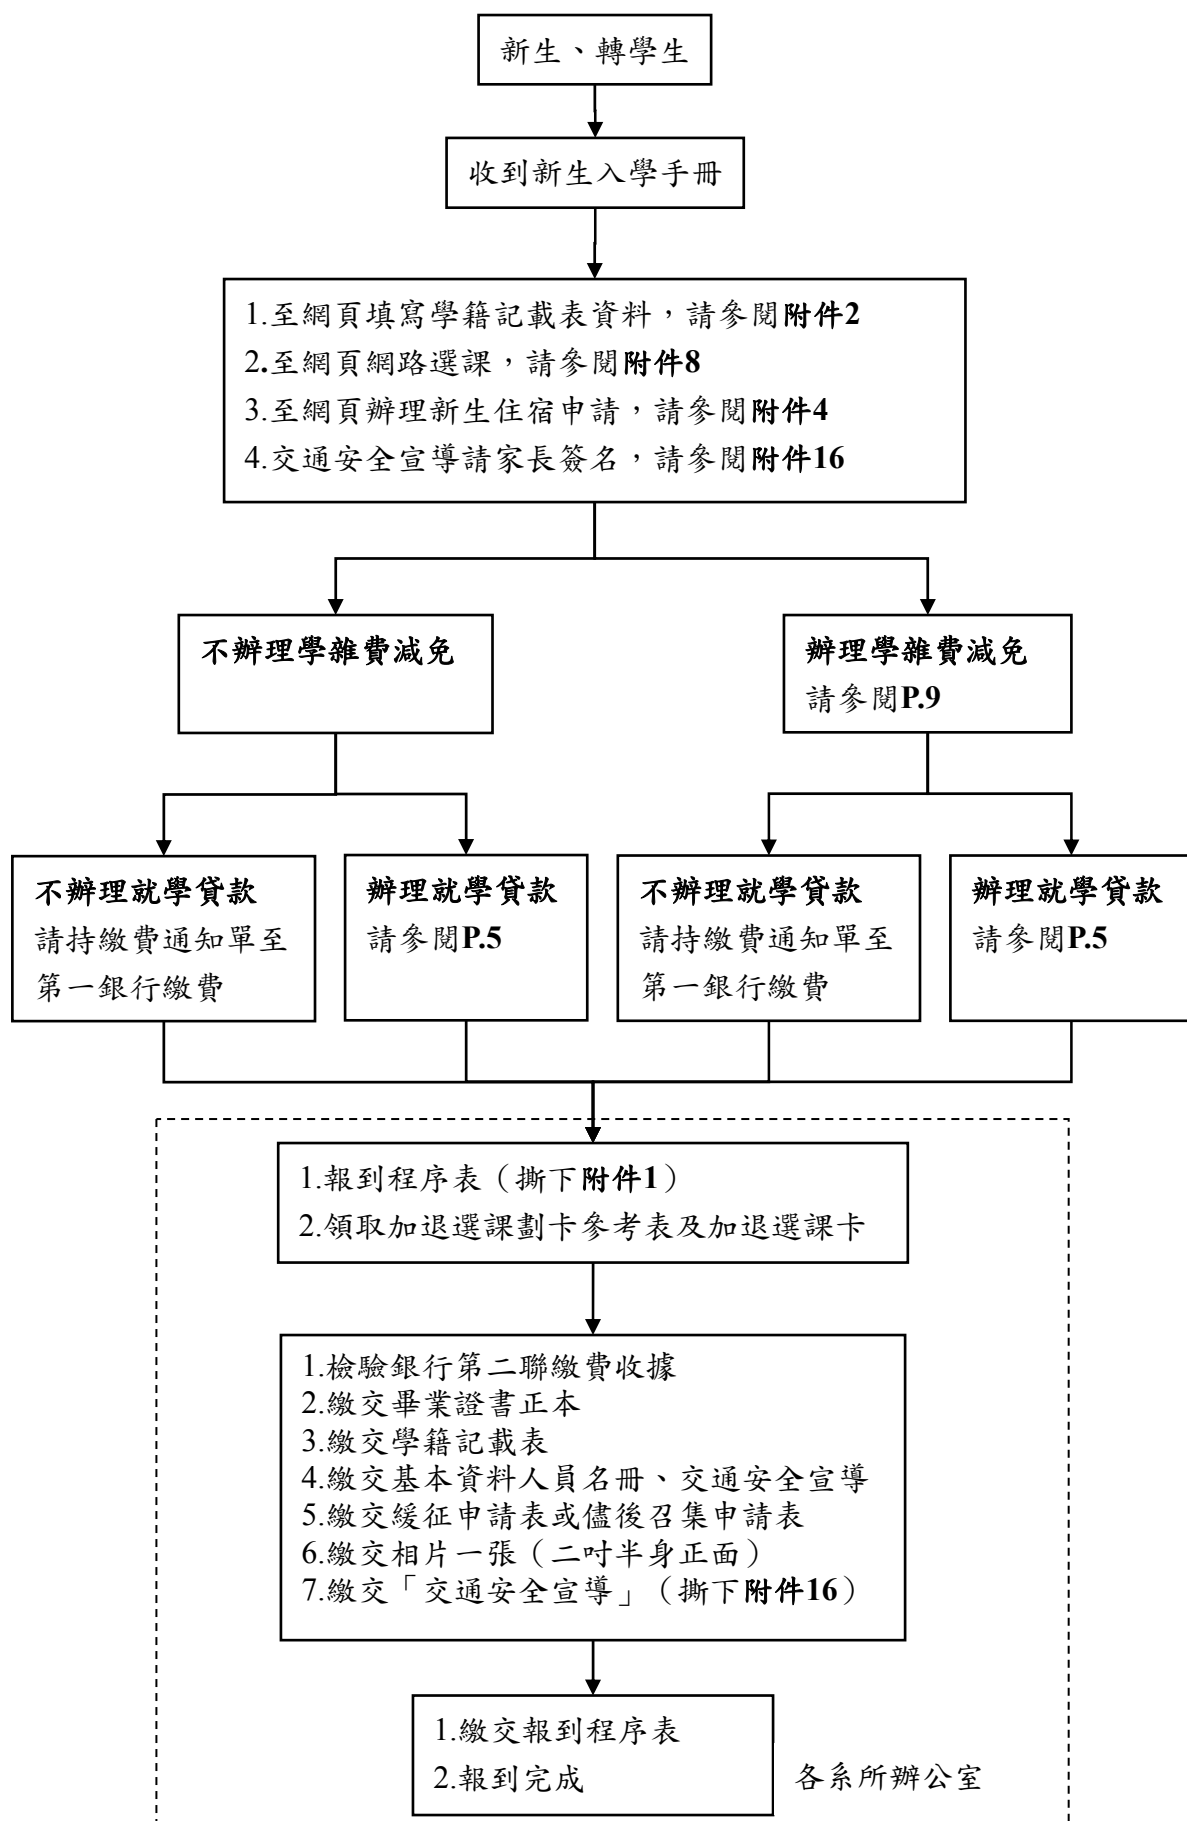 新生、轉學生
收到新生入學手冊
1.至網頁填寫學籍記載表資料，請參閱附件2
2.至網頁網路選課，請參閱附件8
3.至網頁辦理新生住宿申請，請參閱附件4
4.交通安全宣導請家長簽名，請參閱附件16
不辦理學雜費減免
辦理學雜費減免
請參閱P.9
不辦理就學貸款
請持繳費通知單至
第一銀行繳費
辦理就學貸款
請參閱P.5
不辦理就學貸款
請持繳費通知單至
第一銀行繳費
辦理就學貸款
請參閱P.5
1.報到程序表（撕下附件1）
2.領取加退選課劃卡參考表及加退選課卡
1.檢驗銀行第二聯繳費收據
2.繳交畢業證書正本
3.繳交學籍記載表
4.繳交基本資料人員名冊、交通安全宣導
5.繳交緩征申請表或儘後召集申請表
6.繳交相片一張（二吋半身正面）
7.繳交「交通安全宣導」（撕下附件16）
1.繳交報到程序表
2.報到完成
各系所辦公室